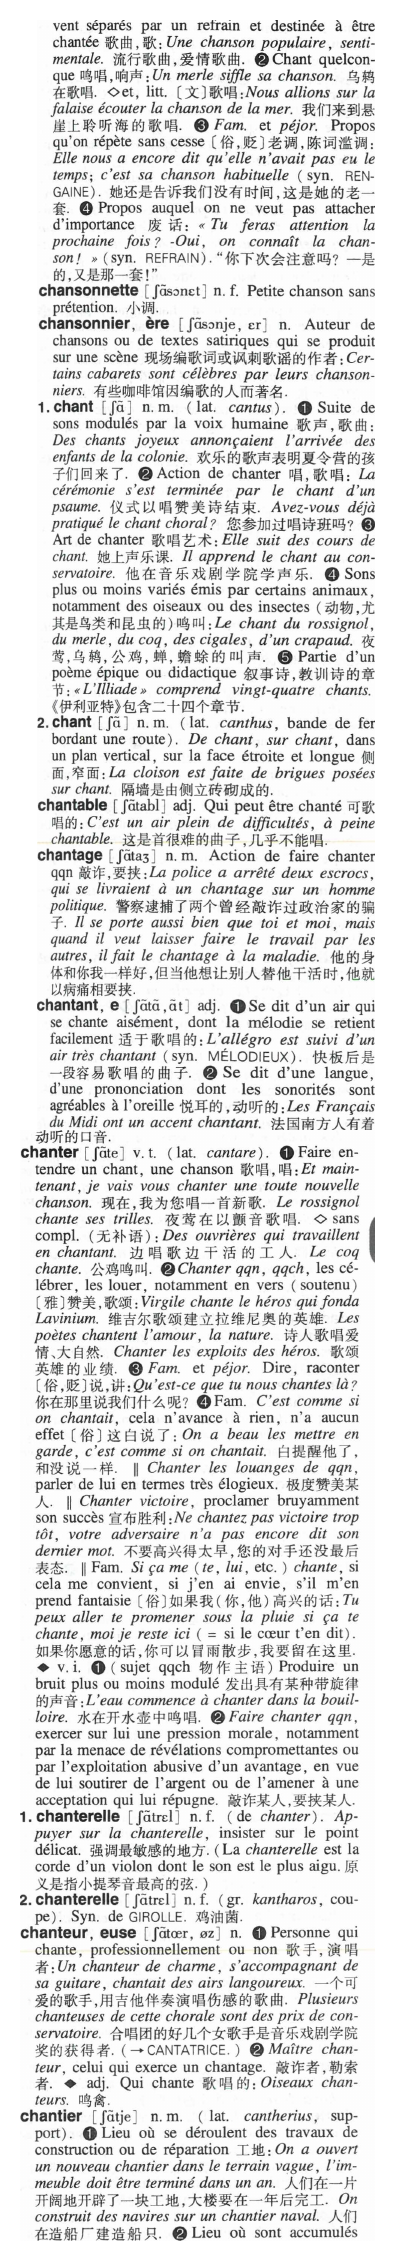 vent séparés par un refrain et destinée à être
chantée 歌曲,歌:Une chanson populaire, senti-
mentale. 流行歌曲,爱情歌曲. ❷ Chant quelcon-
que 鸣唱,响声:Un merle siffle sa chanson. 乌鸫
在歌唱. ◇et, litt. 〔文〕歌唱:Nous allions sur la
falaise écouter la chanson de la mer. 我们来到悬
崖上聆听海的歌唱. ❸ Fam. et péjor. Propos
qu'on répète sans cesse 〔俗,贬〕老调,陈词滥调:
Elle nous a encore dit qu'elle n'avait pas eu le
temps; c'est sa chanson habituelle (syn. REN-
GAINE). 她还是告诉我们没有时间,这是她的老一
套. ❹ Propos auquel on ne veut pas attacher
d'importance 废话: « Tu feras attention la
prochaine fois ? -Oui, on connaît la chan-
son! » (syn. REFRAIN). “你下次会注意吗? —是
的,又是那一套!”
chansonnette [ʃɑ̃sɔnɛt] n. f. Petite chanson sans
prétention. 小调.
chansonnier, ère [ʃɑ̃sɔnje, ɛr] n. Auteur de
chansons ou de textes satiriques qui se produit
sur une scène 现场编歌词或讽刺歌谣的作者:Cer-
tains cabarets sont célèbres par leurs chanson-
niers. 有些咖啡馆因编歌的人而著名.
1. chant [ʃɑ̃] n. m. (lat. cantus). ❶ Suite de
sons modulés par la voix humaine 歌声,歌曲:
Des chants joyeux annonçaient l'arrivée des
enfants de la colonie. 欢乐的歌声表明夏令营的孩
子们回来了. ❷ Action de chanter 唱,歌唱: La
cérémonie s'est terminée par le chant d'un
psaume. 仪式以唱赞美诗结束. Avez-vous déjà
pratiqué le chant choral? 您参加过唱诗班吗? ❸
Art de chanter 歌唱艺术:Elle suit des cours de
chant. 她上声乐课. Il apprend le chant au con-
servatoire. 他在音乐戏剧学院学声乐. ❹ Sons
plus ou moins variés émis par certains animaux,
notamment des oiseaux ou des insectes (动物,尤
其是鸟类和昆虫的)鸣叫:Le chant du rossignol,
du merle, du coq, des cigales, d'un crapaud. 夜
莺,乌鸫,公鸡,蝉,蟾蜍的叫声. ❺ Partie d'un
poème épique ou didactique 叙事诗,教训诗的章
节:«L'Illiade» comprend vingt-quatre chants.
《伊利亚特》包含二十四个章节.
2. chant [ʃɑ̃] n. m. (lat. canthus, bande de fer
bordant une route). De chant, sur chant, dans
un plan vertical, sur la face étroite et longue 侧
面,窄面:La cloison est faite de brigues posées
sur chant. 隔墙是由侧立砖砌成的.
chantable [ʃɑ̃tabl] adj. Qui peut être chanté 可歌
唱的:C'est un air plein de difficultés, à peine
chantable. 这是首很难的曲子,几乎不能唱.
chantage [ʃɑ̃taʒ] n. m. Action de faire chanter
qqn 敲诈,要挟:La police a arrêté deux escrocs,
qui se livraient à un chantage sur un homme
politique. 警察逮捕了两个曾经敲诈过政治家的骗
子. Il se porte aussi bien que toi et moi, mais
quand il veut laisser faire le travail par les
autres, il fait le chantage à la maladie. 他的身
体和你我一样好,但当他想让别人替他干活时,他就
以病痛相要挟.
chantant, e [ʃɑ̃tɑ̃, ɑ̃t] adj. ❶ Se dit d'un air qui
se chante aisément, dont la mélodie se retient
facilement 适于歌唱的: L'allégro est suivi d'un
air très chantant (syn. MÉLODIEUX). 快板后是
一段容易歌唱的曲子. ❷ Se dit d'une langue,
d'une prononciation dont les sonorités sont
agréables à l'oreille 悦耳的,动听的:Les Français
du Midi ont un accent chantant. 法国南方人有着
动听的口音.
chanter [ʃɑ̃te] v. t. (lat. cantare). ❶ Faire en-
tendre un chant, une chanson 歌唱,唱:Et main-
tenant, je vais vous chanter une toute nouvelle
chanson. 现在,我为您唱一首新歌. Le rossignol
chante ses trilles. 夜莺在以颤音歌唱. ◇ sans
compl. (无补语):Des ouvrières qui travaillent
en chantant. 边唱歌边干活的工人. Le coq
chante. 公鸡鸣叫. ❷ Chanter qqn, qqch, les cé-
lébrer, les louer, notamment en vers (soutenu)
〔雅〕赞美,歌颂:Virgile chante le héros qui fonda
Lavinium. 维吉尔歌颂建立拉维尼奥的英雄. Les
poètes chantent l'amour, la nature. 诗人歌唱爱
情、大自然. Chanter les exploits des héros. 歌颂
英雄的业绩. ❸ Fam. et péjor. Dire, raconter
〔俗,贬〕说,讲:Qu'est-ce que tu nous chantes là?
你在那里说我们什么呢? ❹ Fam. C'est comme si
on chantait, cela n'avance à rien, n'a aucun
effet 〔俗〕这白说了: On a beau les mettre en
garde, c'est comme si on chantait. 白提醒他了,
和没说一样. ‖ Chanter les louanges de qqn,
parler de lui en termes très élogieux. 极度赞美某
人. ‖ Chanter victoire, proclamer bruyamment
son succès 宣布胜利:Ne chantez pas victoire trop
tôt, votre adversaire n'a pas encore dit son
dernier mot. 不要高兴得太早,您的对手还没最后
表态. ‖ Fam. Si ça me (te, lui, etc.) chante, si
cela me convient, si j'en ai envie, s'il m'en
prend fantaisie 〔俗〕如果我(你,他)高兴的话:Tu
peux aller te promener sous la pluie si ça te
chante, moi je reste ici ( = si le cœur t'en dit).
如果你愿意的话,你可以冒雨散步,我要留在这里.
◆ v. i. ❶ (sujet qqch 物作主语) Produire un
bruit plus ou moins modulé 发出具有某种带旋律
的声音:L'eau commence à chanter dans la bouil-
loire. 水在开水壶中鸣唱. ❷ Faire chanter qqn,
exercer sur lui une pression morale, notamment
par la menace de révélations compromettantes ou
par l'exploitation abusive d'un avantage, en vue
de lui soutirer de l'argent ou de l'amener à une
acceptation qui lui répugne. 敲诈某人,要挟某人.
1. chanterelle [ʃɑ̃trɛl] n. f. (de chanter). Ap-
puyer sur la chanterelle, insister sur le point
délicat. 强调最敏感的地方. (La chanterelle est la
corde d'un violon dont le son est le plus aigu. 原
义是指小提琴音最高的弦.)
2. chanterelle [ʃɑ̃trɛl] n. f. (gr. kantharos, cou-
pe). Syn. de GIROLLE. 鸡油菌.
chanteur, euse [ʃɑ̃tœr, øz] n. ❶ Personne qui
chante, professionnellement ou non 歌手,演唱
者:Un chanteur de charme, s'accompagnant de
sa guitare, chantait des airs langoureux. 一个可
爱的歌手,用吉他伴奏演唱伤感的歌曲. Plusieurs
chanteuses de cette chorale sont des prix de con-
servatoire. 合唱团的好几个女歌手是音乐戏剧学院
奖的获得者. (→CANTATRICE.) ❷ Maître chan-
teur, celui qui exerce un chantage. 敲诈者,勒索
者. ◆ adj. Qui chante 歌唱的: Oiseaux chan-
teurs. 鸣禽.
chantier [ʃɑ̃tje] n. m. ( lat. cantherius, sup-
port). ❶ Lieu où se déroulent des travaux de
construction ou de réparation 工地:On a ouvert
un nouveau chantier dans le terrain vague, l'im-
meuble doit être terminé dans un an. 人们在一片
开阔地开辟了一块工地,大楼要在一年后完工. On
construit des navires sur un chantier naval. 人们
在造船厂建造船只. ❷ Lieu où sont accumulés